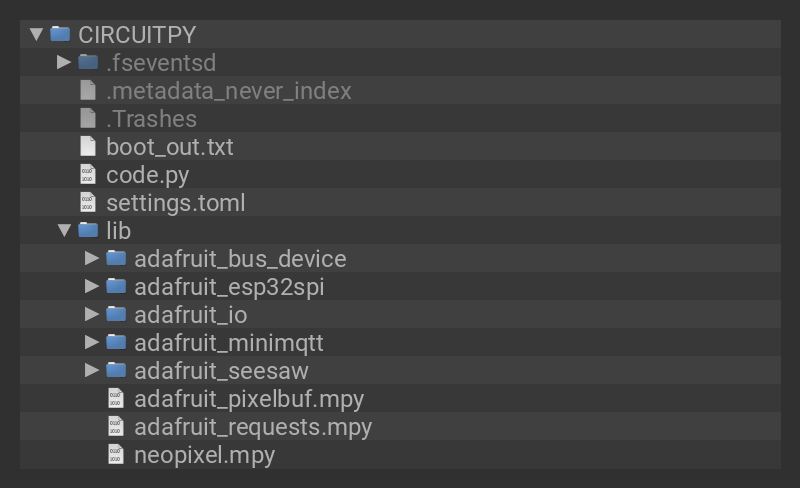 CIRCUITPY
.fseventsd
.metadata_never_index
.Trashes
boot_out.txt
code.py
settings.toml
lib
adafruit_bus_device
adafruit_esp32spi
adafruit_io
adafruit_minimqtt
adafruit_seesaw
adafruit_pixelbuf.mpy
adafruit_requests.mpy
neopixel.mpy